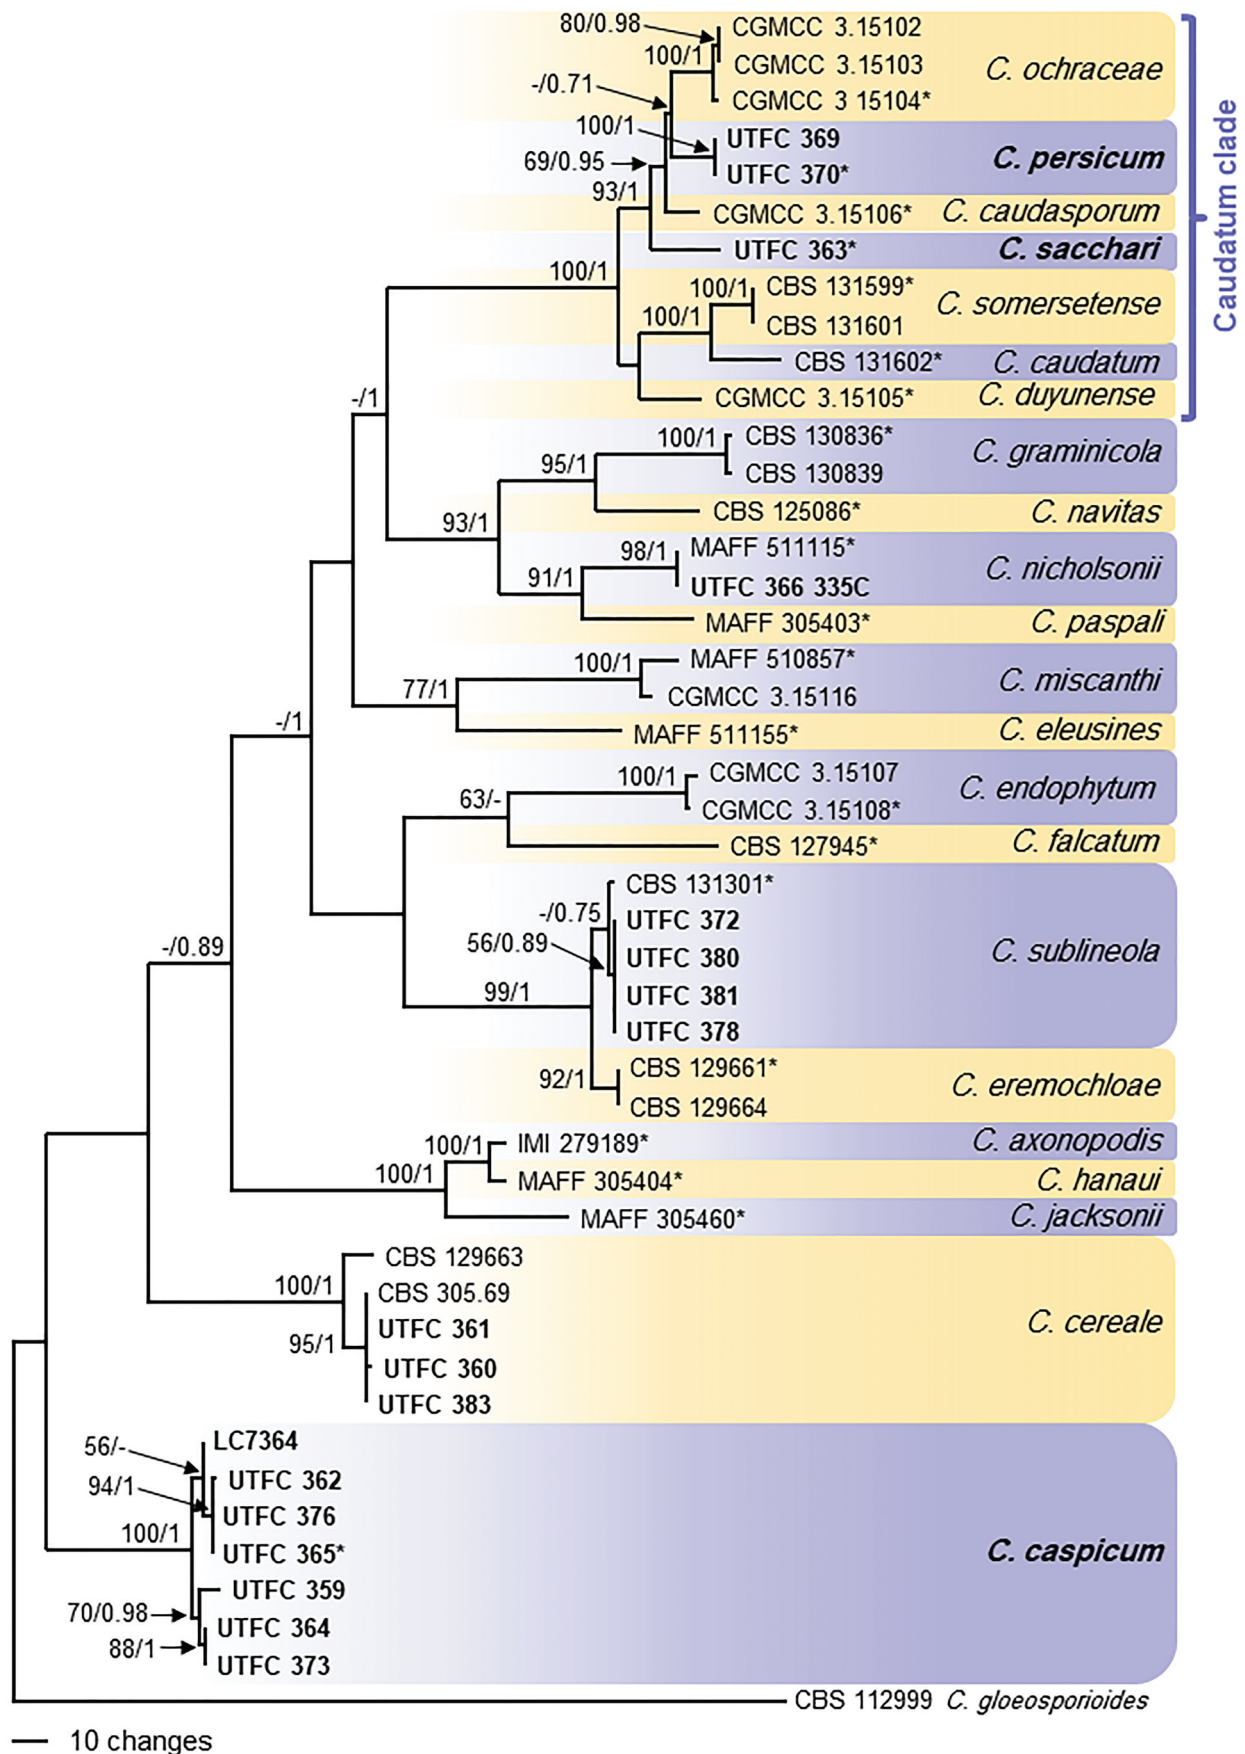 80/0.98
CGMCC 3.15102
100/1
CGMCC 3.15103
C. ochraceae
-/0.71
CGMCC 3 15104*
100/1
UTFC 369
C. persicum
69/0.95
UTFC 370*
93/1
CGMCC 3.15106*
C. caudasporum
UTFC 363*
C. sacchari
Caudatum clade
100/1
100/1
CBS 131599*
C. somersetense
100/1
CBS 131601
CBS 131602*
C. caudatum
-/1
CGMCC 3.15105*
C. duyunense
100/1
CBS 130836*
C. graminicola
95/1
CBS 130839
93/1
CBS 125086*
C. navitas
98/1
MAFF 511115*
C. nicholsonii
91/1
UTFC 366 335C
MAFF 305403*
C. paspali
100/1
MAFF 510857*
C. miscanthi
77/1
CGMCC 3.15116
-/1
MAFF 511155*
C. eleusines
100/1
CGMCC 3.15107
C. endophytum
63/-
CGMCC 3.15108*
CBS 127945*
C. falcatum
CBS 131301*
-/0.75
UTFC 372
56/0.89
UTFC 380
C. sublineola
-/0.89
99/1
UTFC 381
UTFC 378
92/1
CBS 129661*
C. eremochloae
CBS 129664
100/1
IMI 279189*
C. axonopodis
100/1
MAFF 305404*
C. hanaui
MAFF 305460*
C. jacksonii
CBS 129663
100/1
CBS 305.69
C. cereale
95/1
UTFC 361
UTFC 360
UTFC 383
56/-
LC7364
94/1
UTFC 362
UTFC 376
100/1
UTFC 365*
C. caspicum
UTFC 359
70/0.98
UTFC 364
88/1
UTFC 373
CBS 112999 C. gloeosporioides
10 changes